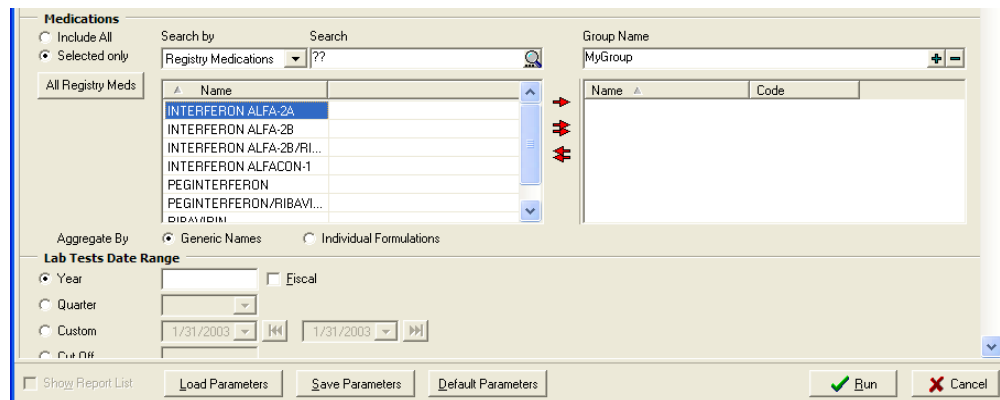 Medications
Include All Search by Search Group Name
Selected only Registry Medications ?? MyGroup
All Registry Meds Name Name Code
INTERFERON ALFA-2A
INTERFERON ALFA-2B
INTERFERON ALFA-2B/RI...
INTERFERON ALFACON-1
PEGINTERFERON
PEGINTERFERON/RIBAVI...
RIBAVIRIN
Aggregate By Generic Names Individual Formulations
Lab Tests Date Range
Year Fiscal
Quarter
Custom 1/31/2003 1/31/2003
Cut Off
Show Report List Load Parameters Save Parameters Default Parameters Run Cancel